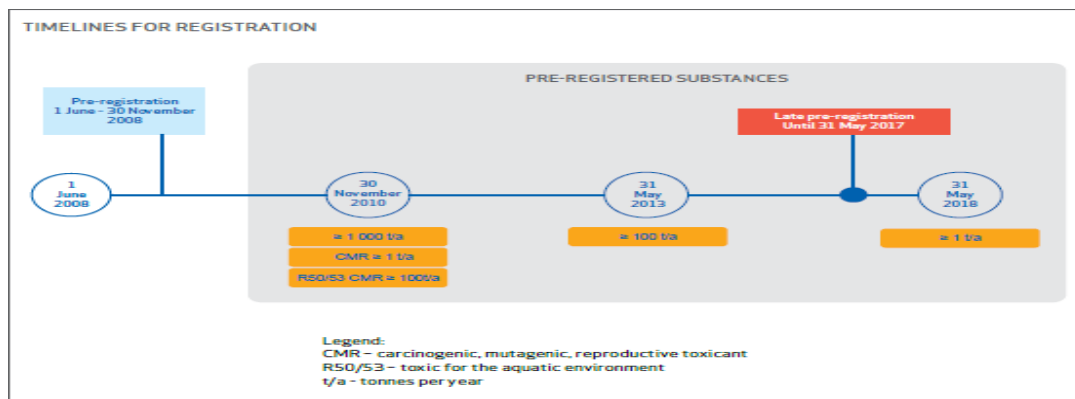 TIMELINES FOR REGISTRATION
PRE-REGISTERED SUBSTANCES
Pre-registration
1 June - 30 November
2008
Late pre-registration
Until 31 May 2017
1
June
2008
30
November
2010
31
May
2013
31
May
2018
≥ 1 000 t/a
CMR ≥ 1 t/a
R50/53 CMR ≥ 100t/a
≥ 100 t/a
≥ 1 t/a
Legend:
CMR – carcinogenic, mutagenic, reproductive toxicant
R50/53 – toxic for the aquatic environment
t/a - tonnes per year